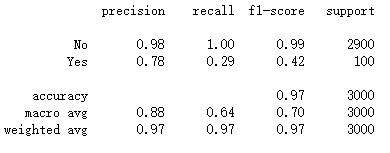 precision recall f1-score support
No 0.98 1.00 0.99 2900
Yes 0.78 0.29 0.42 100
accuracy 0.97 3000
macro avg 0.88 0.64 0.70 3000
weighted avg 0.97 0.97 0.97 3000